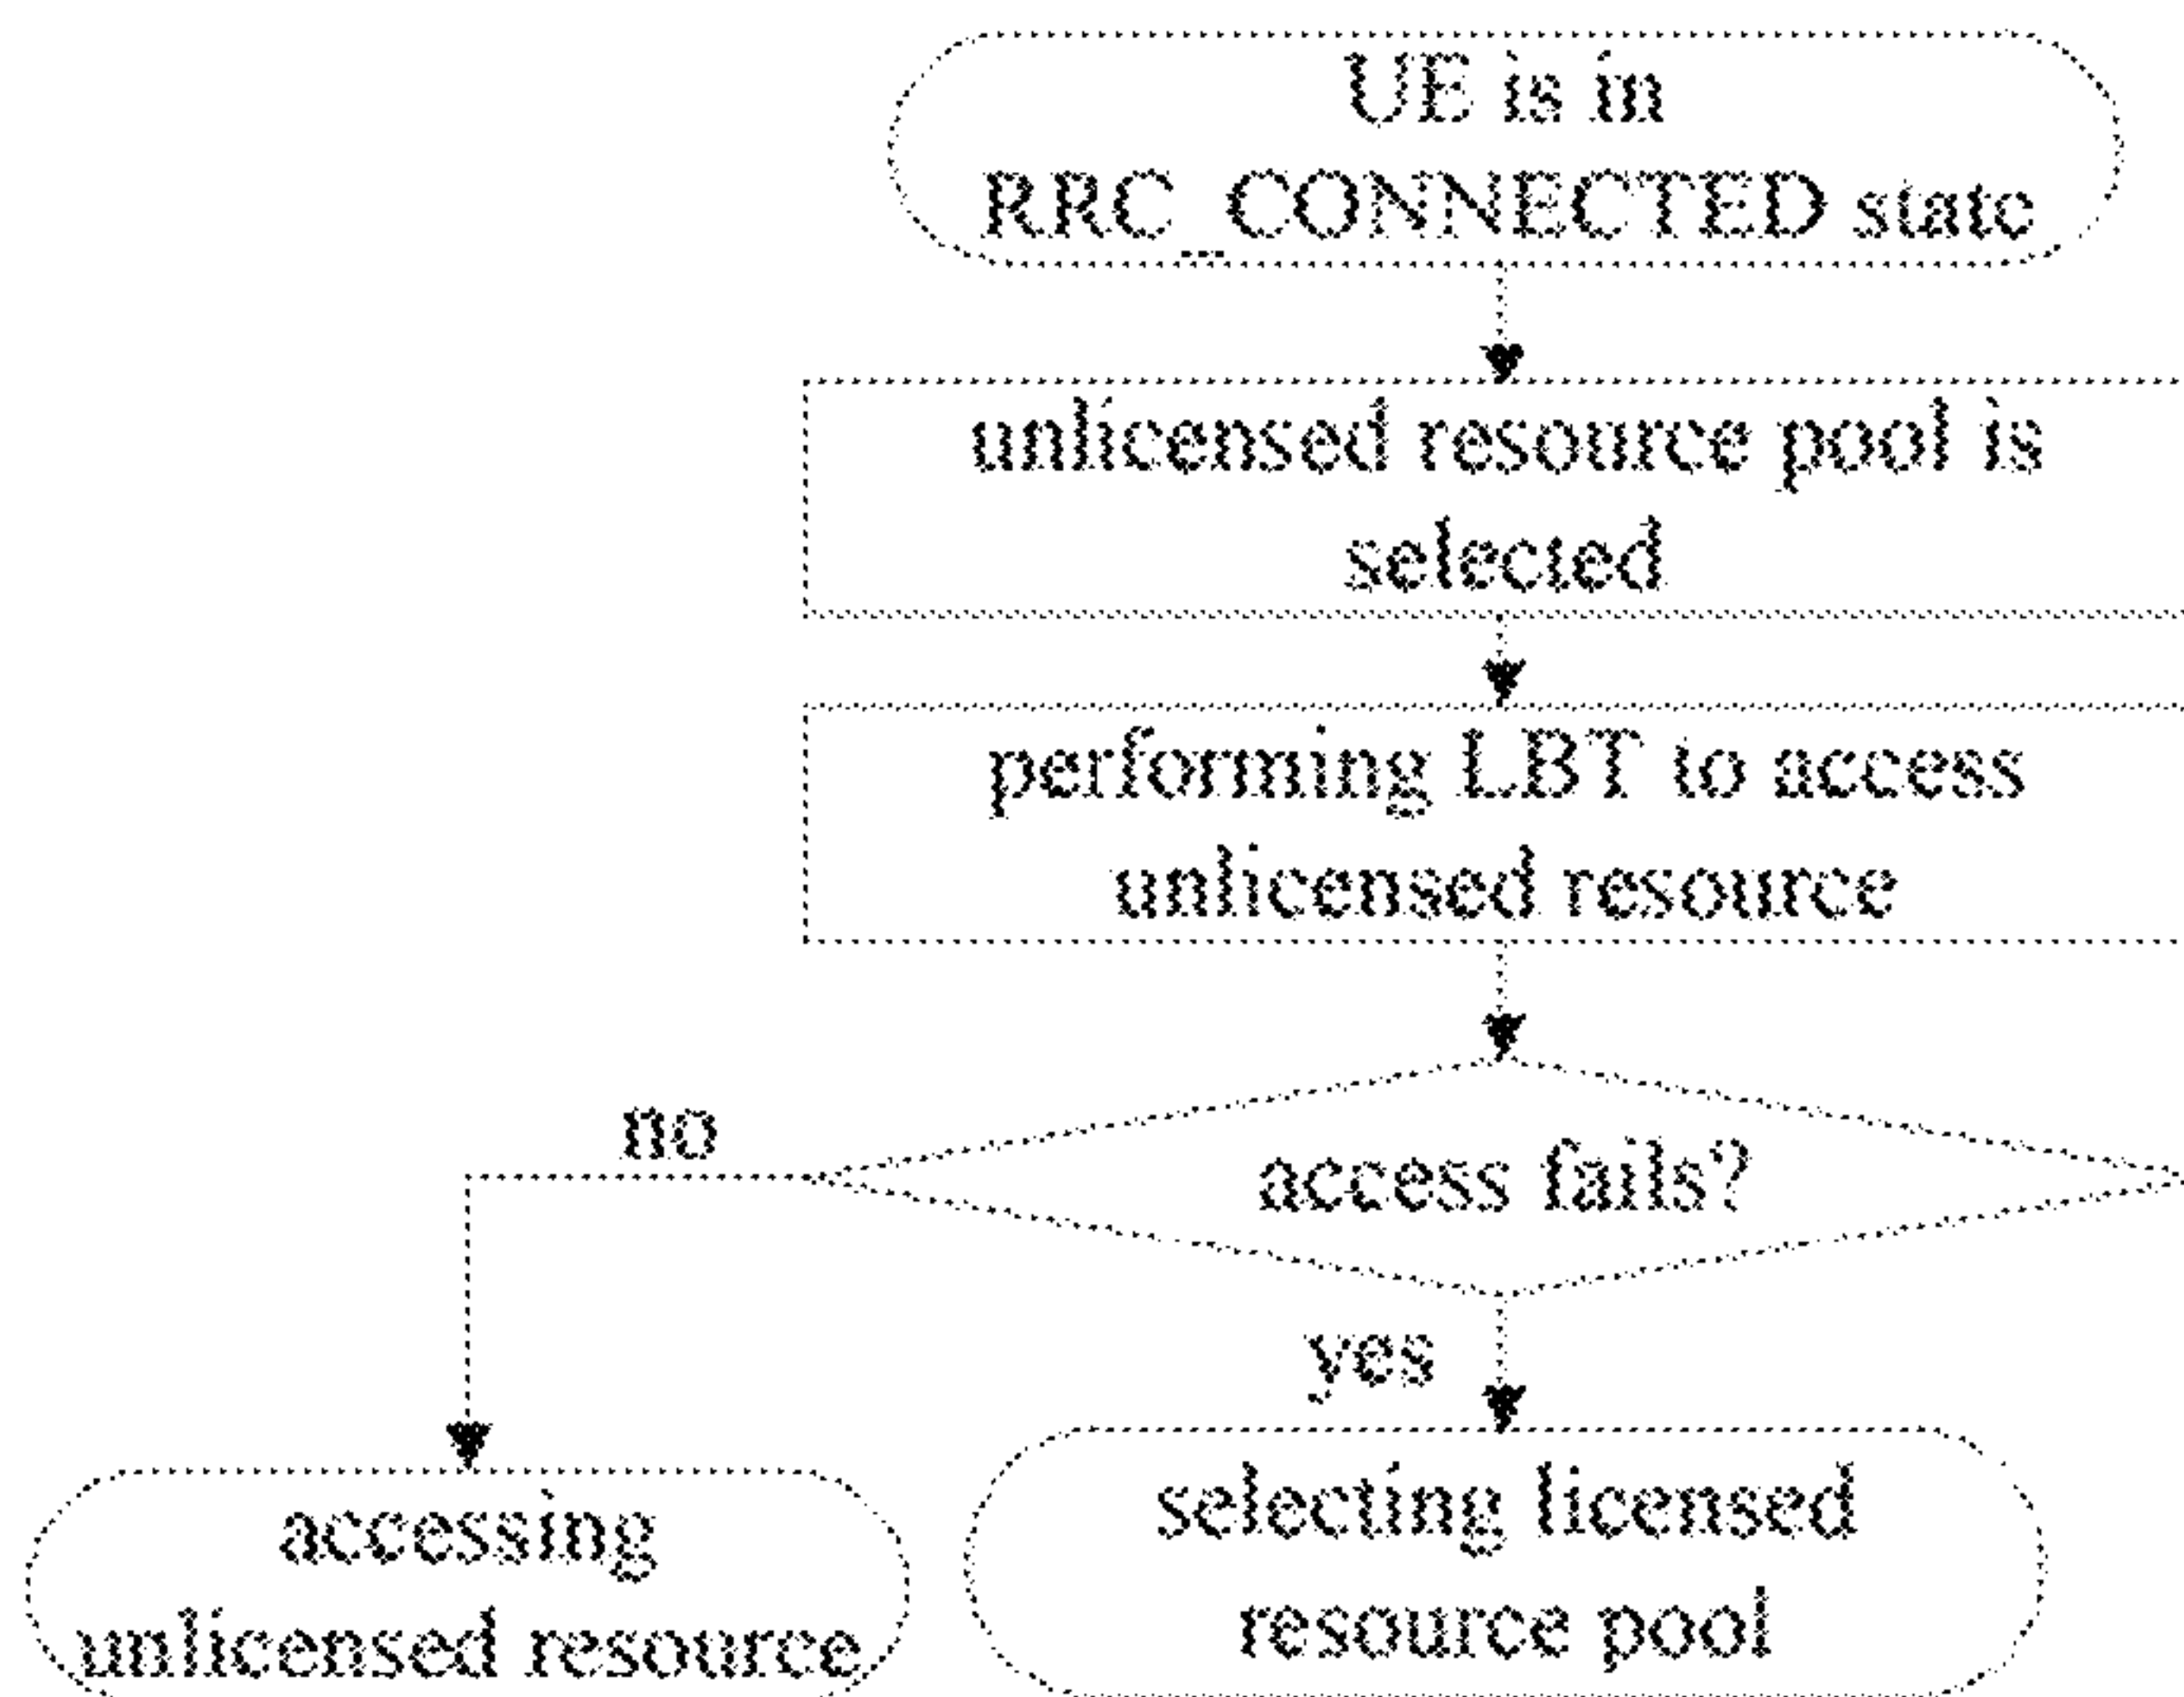 UE is in
RRC_CONNECTED state
unlicensed resource pool is
selected
performing LBT to access
unlicensed resource
no
access fails?
yes
accessing
unlicensed resource
selecting licensed
resource pool